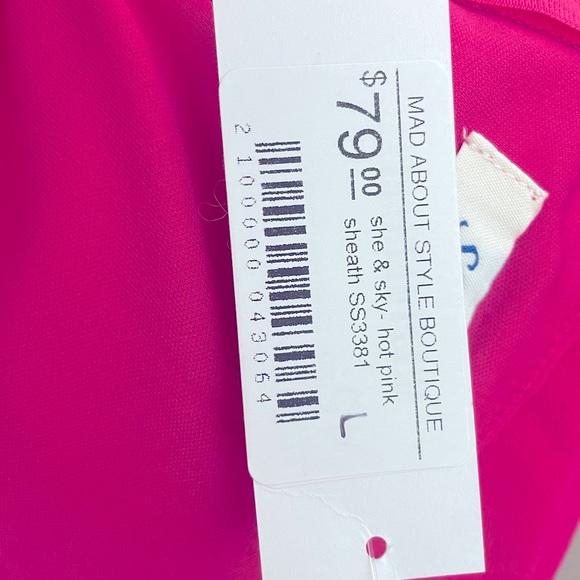 MAD ABOUT STYLE BOUTIQUE
$79.00
she & sky- hot pink
sheath SS3381
L
2 100000 043064